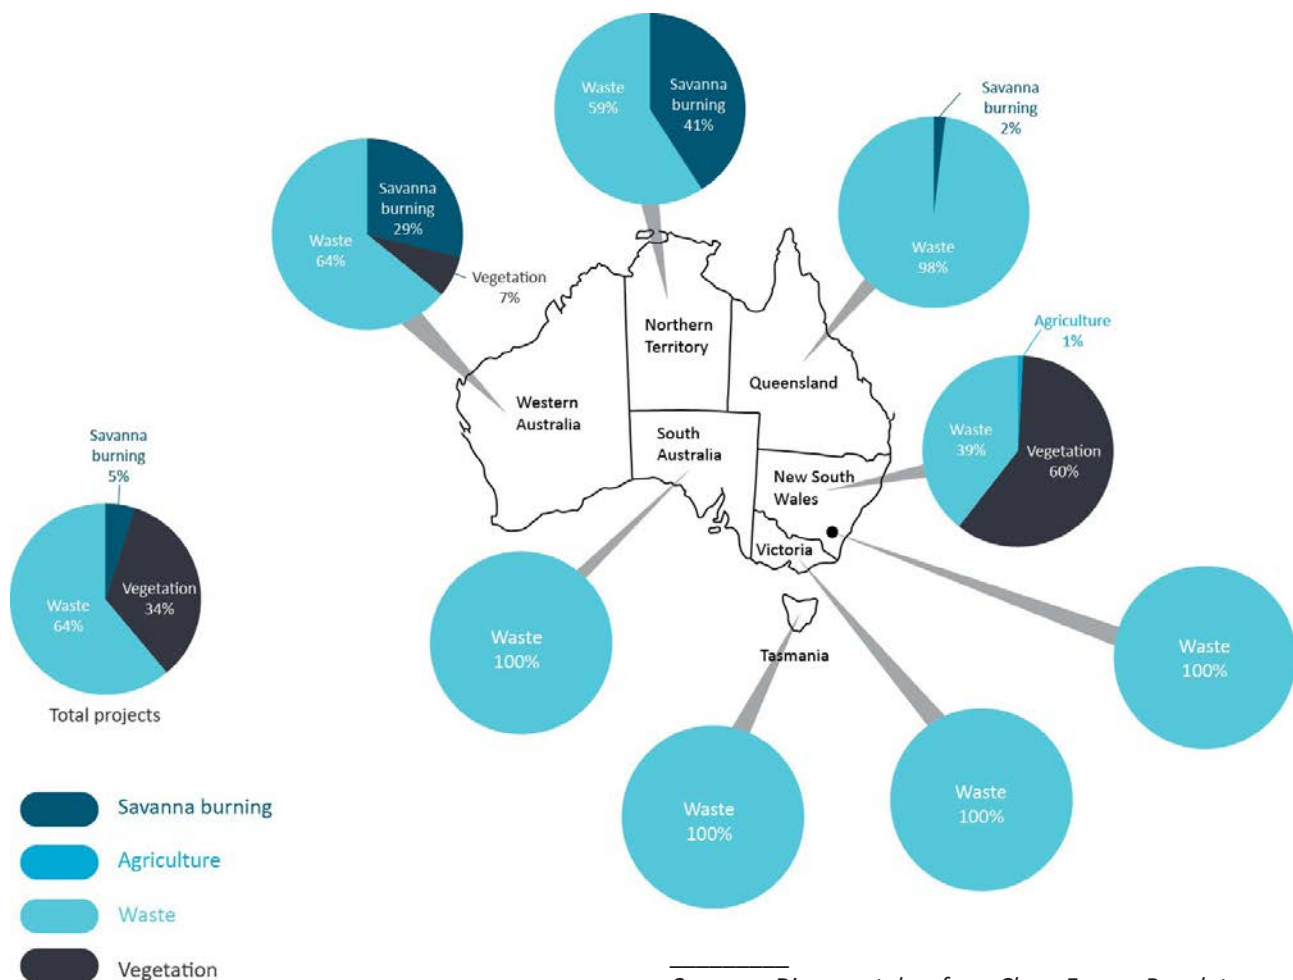 Waste
59%
Savanna
burning
41%
Savanna
burning
2%
Waste
98%
Savanna
burning
29%
Waste
64%
Vegetation
7%
Northern
Territory
Queensland
Agriculture
1%
Waste
39%
Vegetation
60%
Western
Australia
South
Australia
New South
Wales
Victoria
Tasmania
Savanna
burning
5%
Vegetation
34%
Waste
64%
Total projects
Waste
100%
Waste
100%
Waste
100%
Waste
100%
Savanna burning
Agriculture
Waste
Vegetation